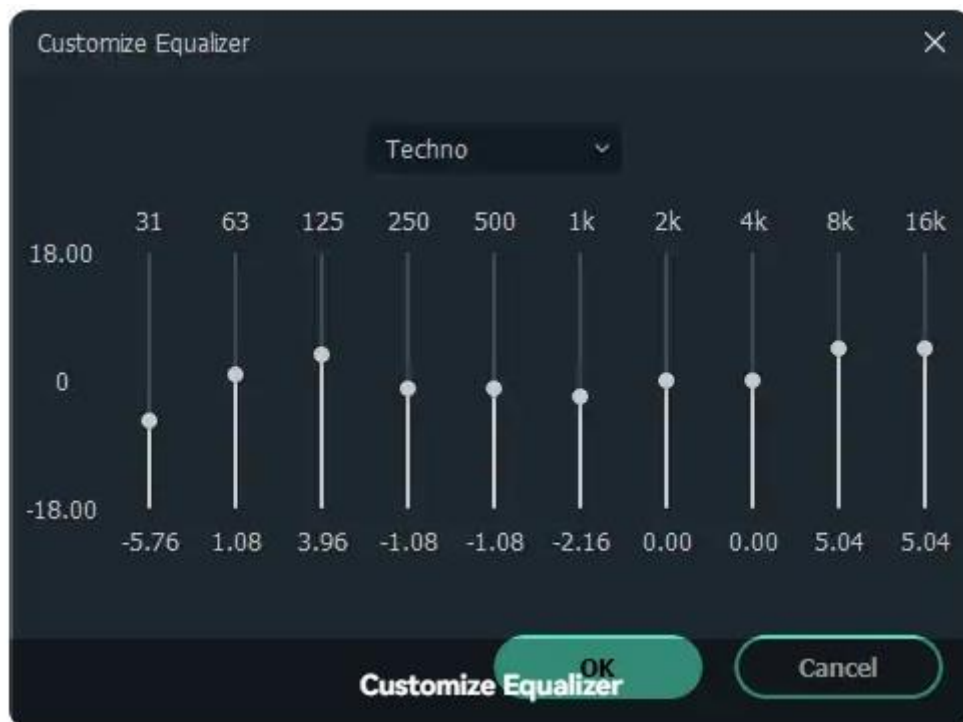 Customize Equalizer
Techno
31 63 125 250 500 1k 2k 4k 8k 16k
18.00
0
-18.00
-5.76 1.08 3.96 -1.08 -1.08 -2.16 0.00 0.00 5.04 5.04
OK Cancel
Customize Equalizer